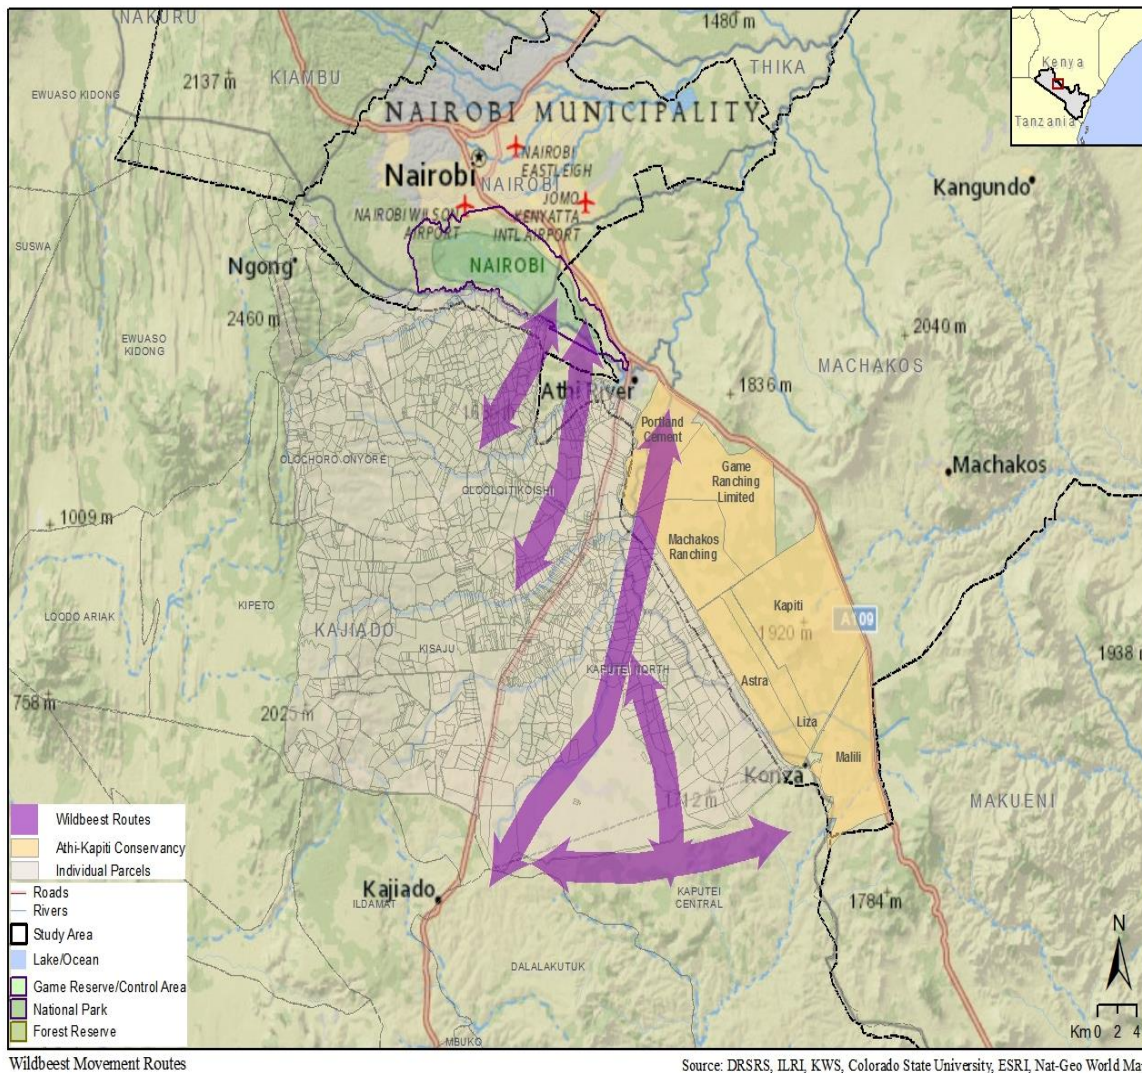 NAKURU
1480 m
THIKA
2137 m
KIAMBU
EWUASO KIDONG
Kenya
Tanzania
NAIROBI MUNICIPALITY
NAIROBI
EASTLEIGH
Nairobi
NAIROBI
Kangundo
JOMO
KENYATTA
INTL AIRPORT
NAIROBI WILSON
AIRPORT
SUSWA
Ngong
NAIROBI
2460 m
2040 m
EWUASO
KIDONG
MACHAKOS
Athi River
1836 m
Portland
Cement
OLOCHORO ONYORE
Game
Ranching
Limited
Machakos
OLOOLOITIKOISHI
1009 m
Machakos
Ranching
KIPETO
LOODO ARIAK
Kapiti
A109
KAJIADO
1920 m
KISAJU
1938 m
KAPUTEI NORTH
Astra
758 m
2025 m
Liza
Malili
Konza
1712 m
MAKUENI
Kajiado
ILDAMAT
KAPUTEI
CENTRAL
1784 m
DALALAKUTUK
MBUKO
Wildbeest Routes
Athi-Kapiti Conservancy
Individual Parcels
Roads
Rivers
Study Area
Lake/Ocean
Game Reserve/Control Area
National Park
Forest Reserve
N
Km 0 2 4
Wildbeest Movement Routes
Source: DRSRS, ILRI, KWS, Colorado State University, ESRI, Nat-Geo World Ma